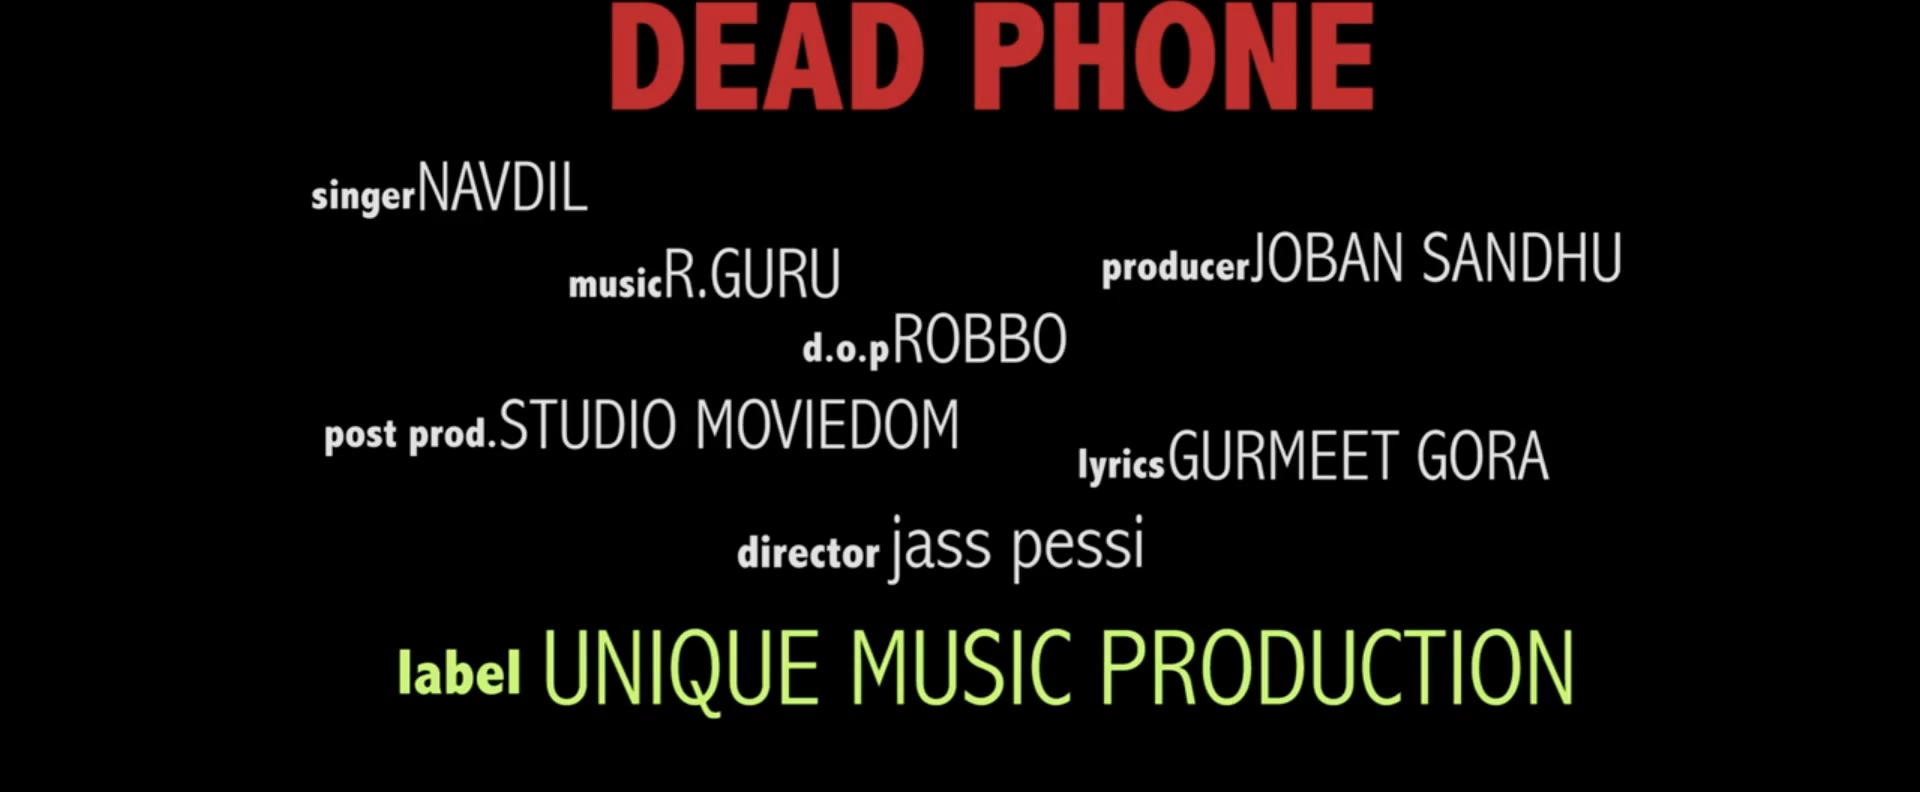 DEAD PHONE
singerNAVDIL
musicR.GURU
producerJOBAN SANDHU
d.o.pROBBO
post prod.STUDIO MOVIEDOM
lyricsGURMEET GORA
director jass pessi
label UNIQUE MUSIC PRODUCTION